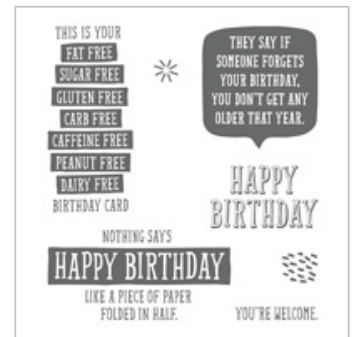 THIS IS YOUR
FAT FREE
SUGAR FREE
GLUTEN FREE
CARB FREE
CAFFEINE FREE
PEANUT FREE
DAIRY FREE
BIRTHDAY CARD
THEY SAY IF
SOMEONE FORGETS
YOUR BIRTHDAY,
YOU DON'T GET ANY
OLDER THAT YEAR.
HAPPY
BIRTHDAY
NOTHING SAYS
HAPPY BIRTHDAY
LIKE A PIECE OF PAPER
FOLDED IN HALF.
YOU'RE WELCOME.